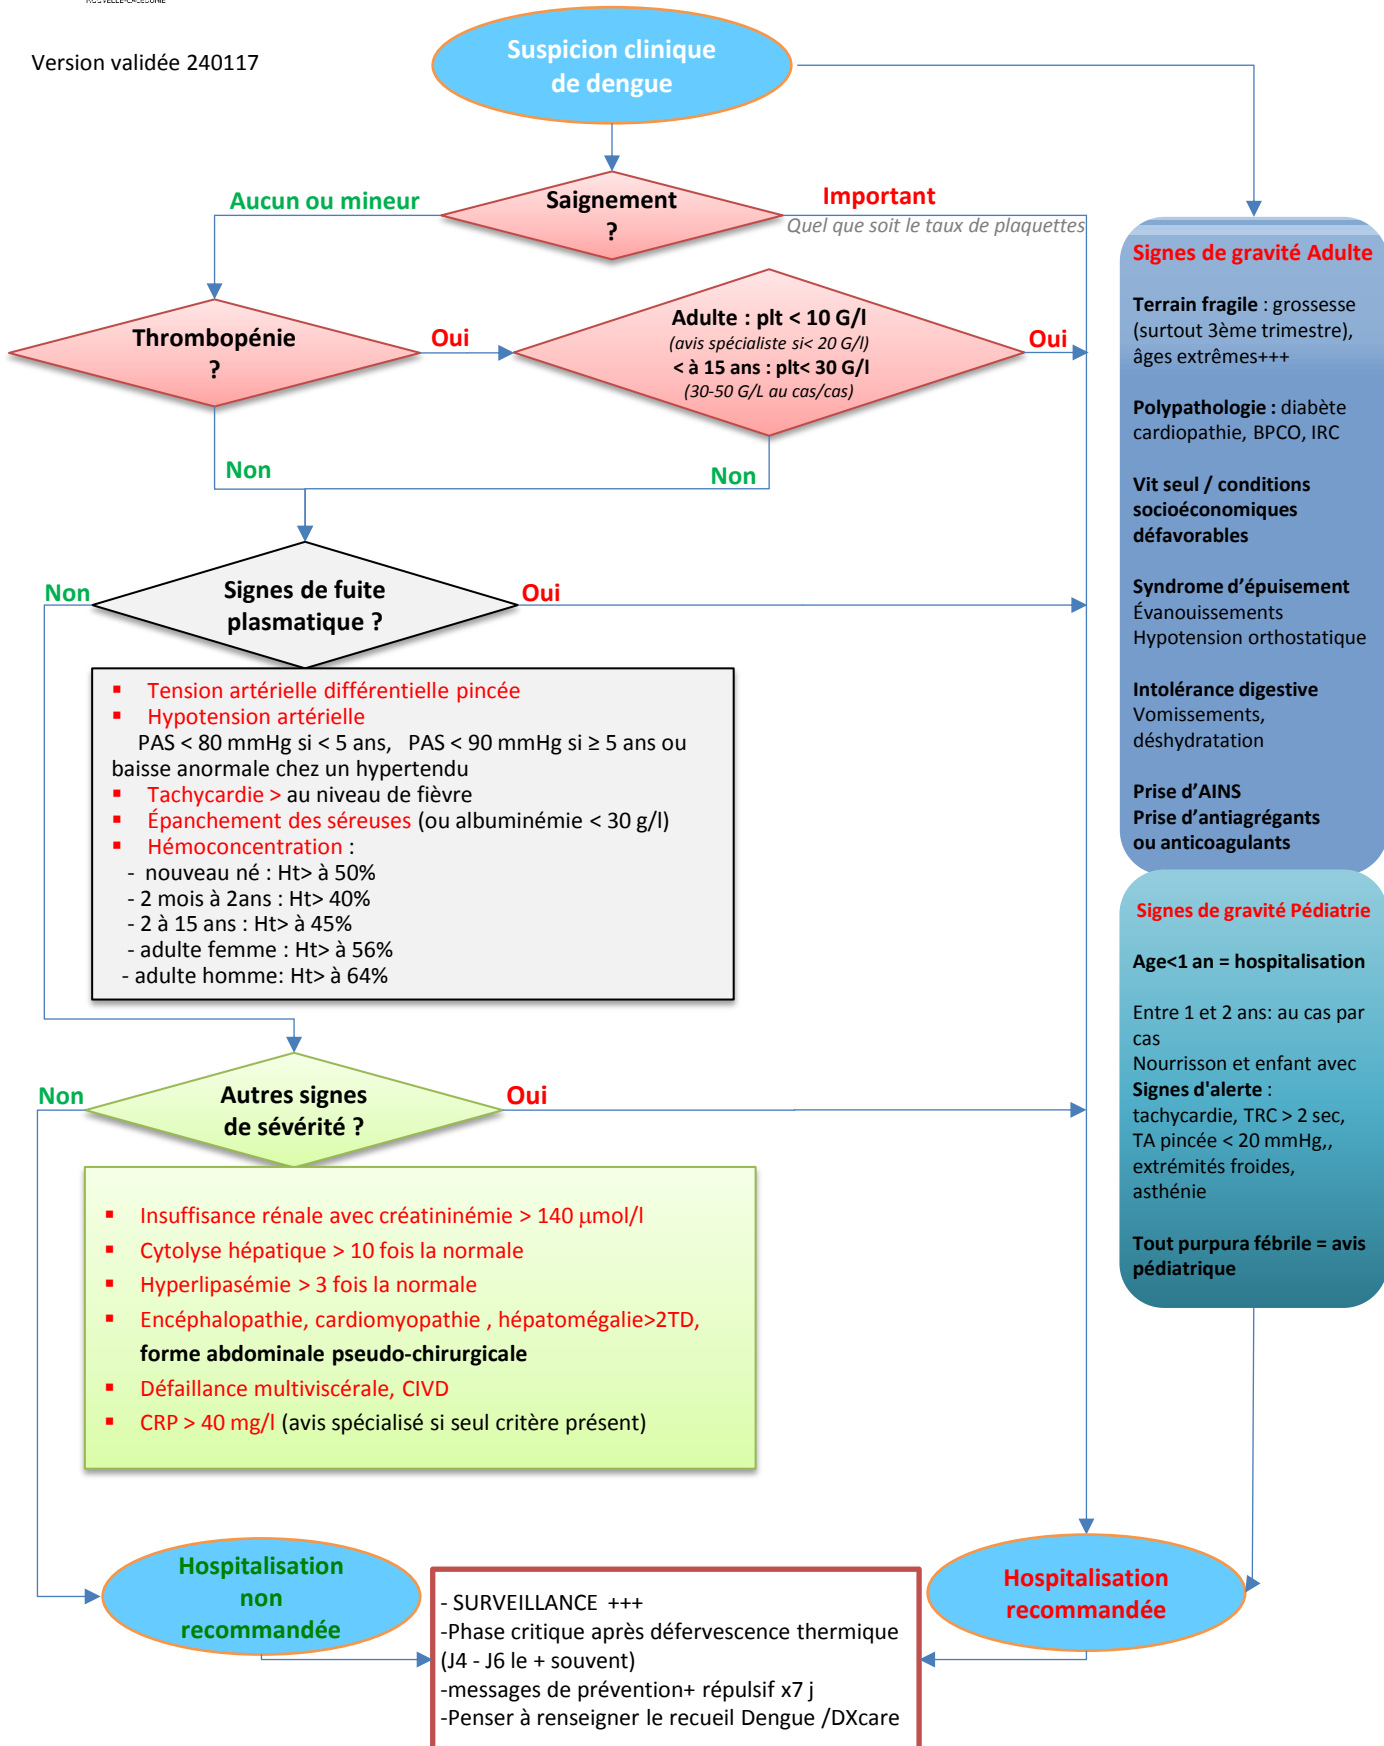 NOUVELLE-CALEDONIE
Version validée 240117
Suspicion clinique
de dengue
Aucun ou mineur
Saignement
?
Important
Quel que soit le taux de plaquettes
Thrombopénie
?
Oui
Adulte : plt < 10 G/l
(avis spécialiste si< 20 G/l)
< à 15 ans : plt< 30 G/l
(30-50 G/L au cas/cas)
Oui
Non
Non
Non
Signes de fuite
plasmatique ?
Oui
▪ Tension artérielle différentielle pincée
▪ Hypotension artérielle
PAS < 80 mmHg si < 5 ans, PAS < 90 mmHg si ≥ 5 ans ou
baisse anormale chez un hypertendu
▪ Tachycardie > au niveau de fièvre
▪ Épanchement des séreuses (ou albuminémie < 30 g/l)
▪ Hémoconcentration :
- nouveau né : Ht> à 50%
- 2 mois à 2ans : Ht> 40%
- 2 à 15 ans : Ht> à 45%
- adulte femme : Ht> à 56%
- adulte homme: Ht> à 64%
Non
Autres signes
de sévérité ?
Oui
▪ Insuffisance rénale avec créatininémie > 140 µmol/l
▪ Cytolyse hépatique > 10 fois la normale
▪ Hyperlipasémie > 3 fois la normale
▪ Encéphalopathie, cardiomyopathie , hépatomégalie>2TD,
forme abdominale pseudo-chirurgicale
▪ Défaillance multiviscérale, CIVD
▪ CRP > 40 mg/l (avis spécialisé si seul critère présent)
Signes de gravité Adulte
Terrain fragile : grossesse
(surtout 3ème trimestre),
âges extrêmes+++
Polypathologie : diabète
cardiopathie, BPCO, IRC
Vit seul / conditions
socioéconomiques
défavorables
Syndrome d’épuisement
Évanouissements
Hypotension orthostatique
Intolérance digestive
Vomissements,
déshydratation
Prise d’AINS
Prise d’antiagrégants
ou anticoagulants
Signes de gravité Pédiatrie
Age<1 an = hospitalisation
Entre 1 et 2 ans: au cas par
cas
Nourrisson et enfant avec
Signes d'alerte :
tachycardie, TRC > 2 sec,
TA pincée < 20 mmHg,,
extrémités froides,
asthénie
Tout purpura fébrile = avis
pédiatrique
Hospitalisation
non
recommandée
- SURVEILLANCE +++
-Phase critique après défervescence thermique
(J4 - J6 le + souvent)
-messages de prévention+ répulsif x7 j
-Penser à renseigner le recueil Dengue /DXcare
Hospitalisation
recommandée